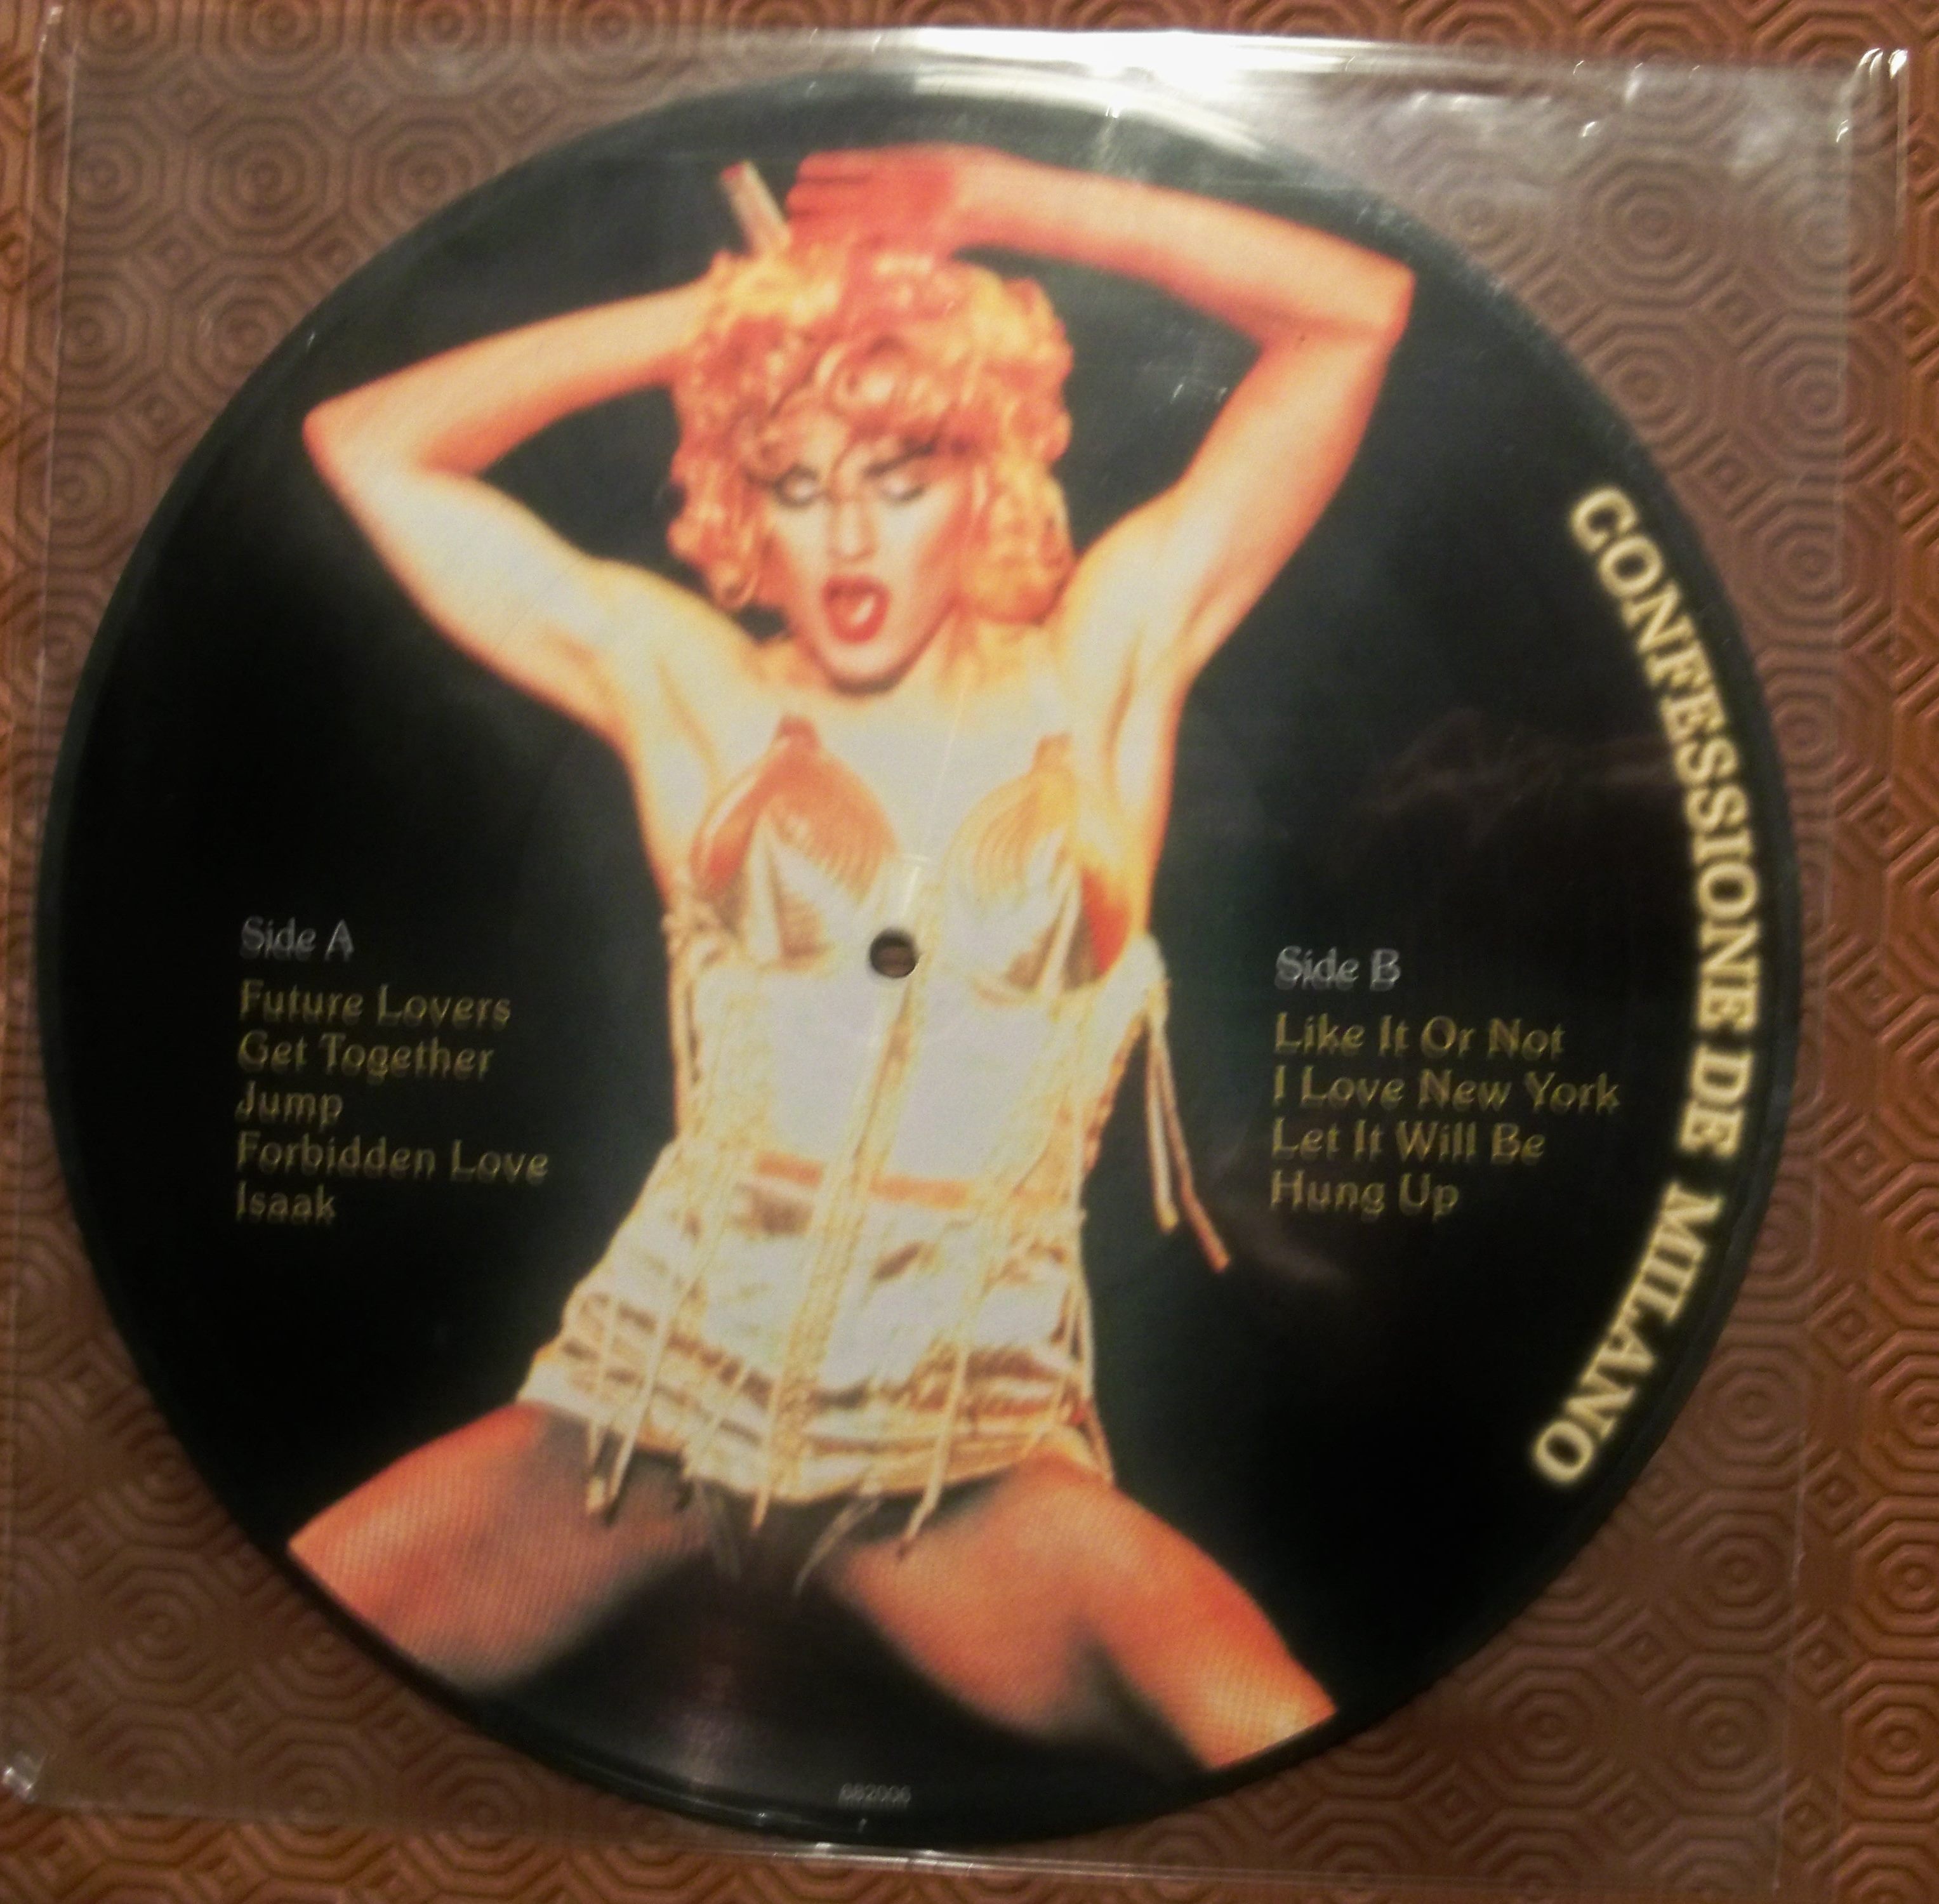 Side A
Future Lovers
Get Together
Jump
Forbidden Love
Isaak
Side B
Like It Or Not
I Love New York
Let It Will Be
Hung Up
CONFESSIONE DE MILANO
682006